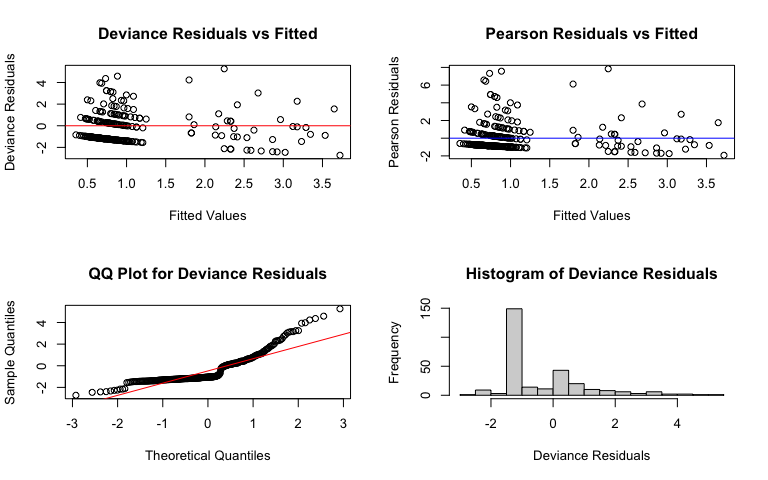 Deviance Residuals vs Fitted
Deviance Residuals
4
2
0
-2
0.5 1.0 1.5 2.0 2.5 3.0 3.5
Fitted Values
Pearson Residuals vs Fitted
Pearson Residuals
6
2
-2
0.5 1.0 1.5 2.0 2.5 3.0 3.5
Fitted Values
QQ Plot for Deviance Residuals
Sample Quantiles
4
2
0
-2
-3 -2 -1 0 1 2 3
Theoretical Quantiles
Histogram of Deviance Residuals
Frequency
150
50
0
-2 0 2 4
Deviance Residuals